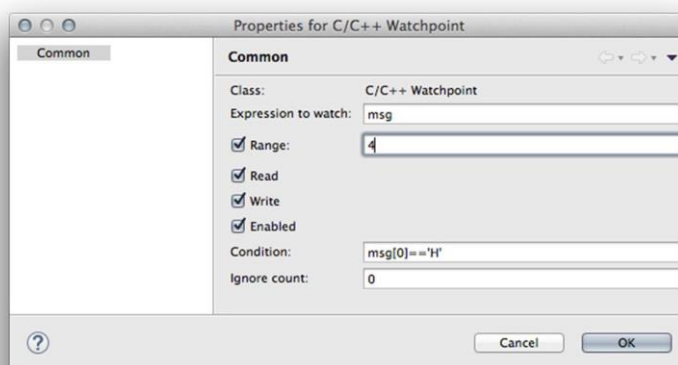 Properties for C/C++ Watchpoint
Common
Common
Class: C/C++ Watchpoint
Expression to watch: msg
Range: 4
Read
Write
Enabled
Condition: msg[0]=='H'
Ignore count: 0
?
Cancel OK